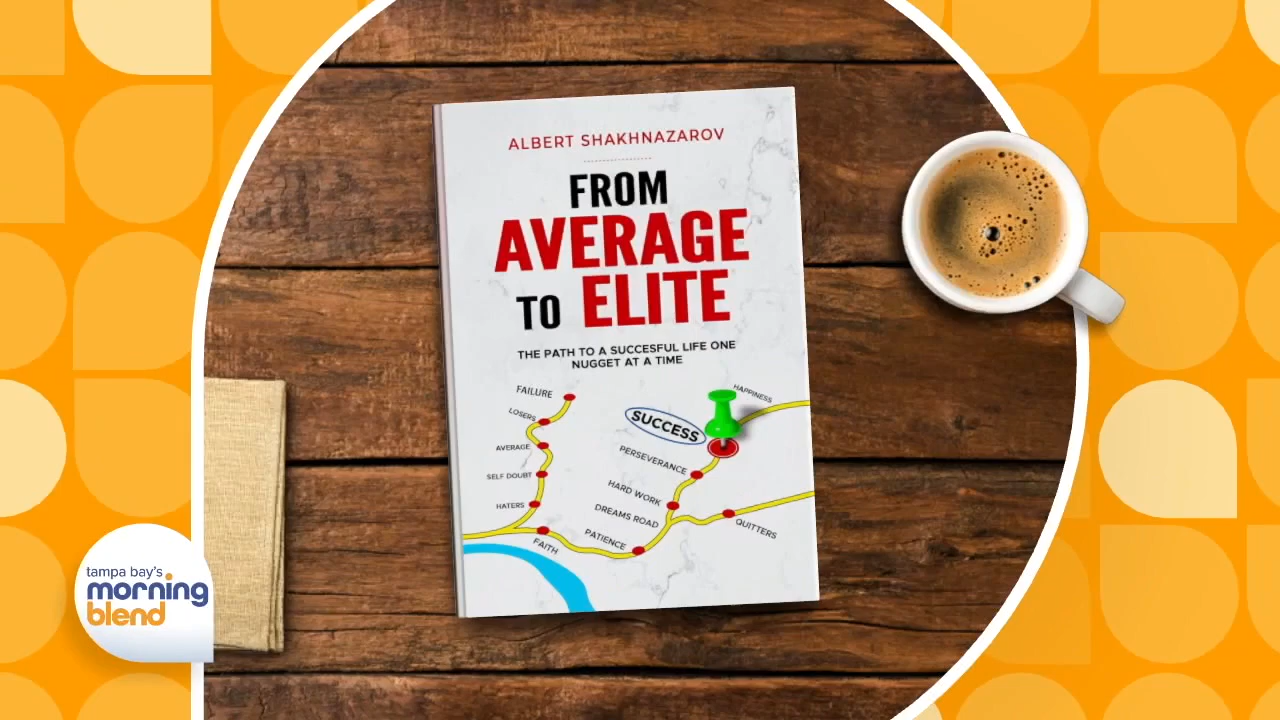 ALBERT SHAKHNAZAROV
FROM
AVERAGE
TO ELITE
THE PATH TO A SUCCESFUL LIFE ONE
NUGGET AT A TIME
FAILURE
LOSERS
AVERAGE
SELF DOUBT
HATERS
FAITH
PATIENCE
DREAMS ROAD
HARD WORK
PERSEVERANCE
SUCCESS
HAPPINESS
QUITTERS
tampa bay's
morning
blend